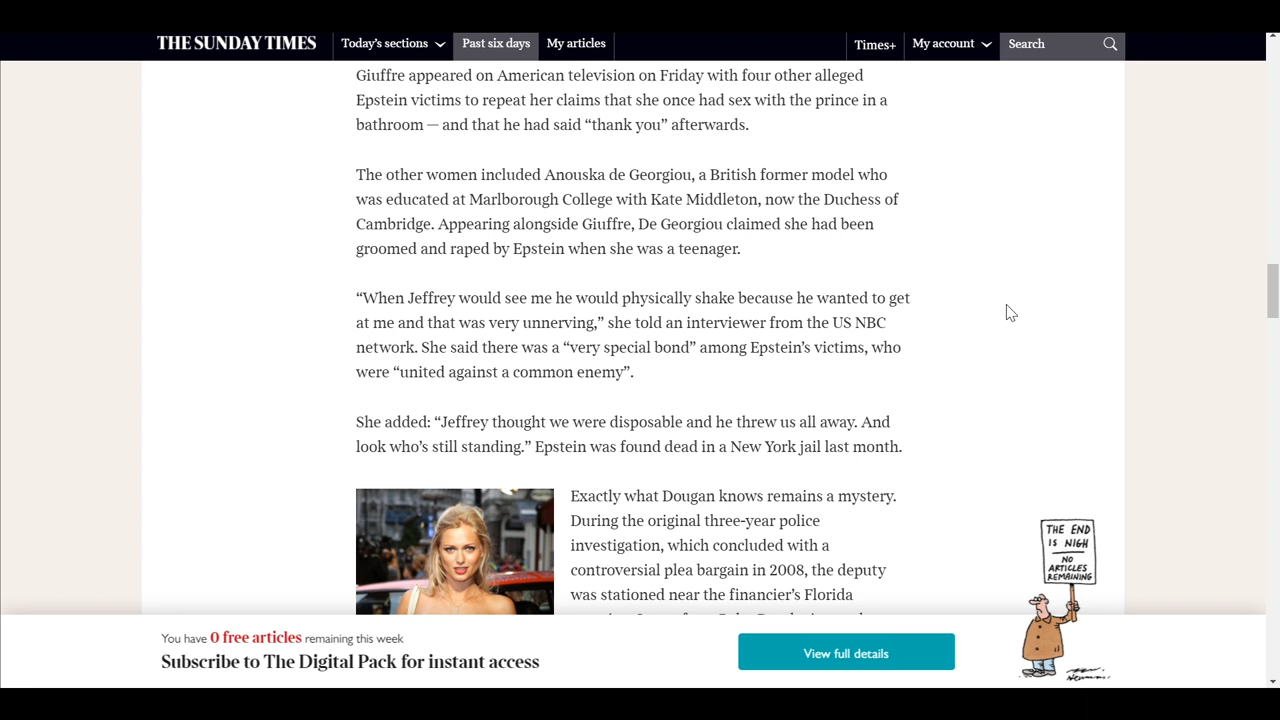 THE SUNDAY TIMES
Today's sections
Past six days
My articles
Times+
My account
Search
Giuffre appeared on American television on Friday with four other alleged
Epstein victims to repeat her claims that she once had sex with the prince in a
bathroom — and that he had said “thank you” afterwards.
The other women included Anouska de Georgiou, a British former model who
was educated at Marlborough College with Kate Middleton, now the Duchess of
Cambridge. Appearing alongside Giuffre, De Georgiou claimed she had been
groomed and raped by Epstein when she was a teenager.
“When Jeffrey would see me he would physically shake because he wanted to get
at me and that was very unnerving,” she told an interviewer from the US NBC
network. She said there was a “very special bond” among Epstein’s victims, who
were “united against a common enemy”.
She added: “Jeffrey thought we were disposable and he threw us all away. And
look who’s still standing.” Epstein was found dead in a New York jail last month.
Exactly what Dougan knows remains a mystery.
During the original three-year police
investigation, which concluded with a
controversial plea bargain in 2008, the deputy
was stationed near the financier’s Florida
THE END
IS NIGH
NO
ARTICLES
REMAINING
You have 0 free articles remaining this week
Subscribe to The Digital Pack for instant access
View full details